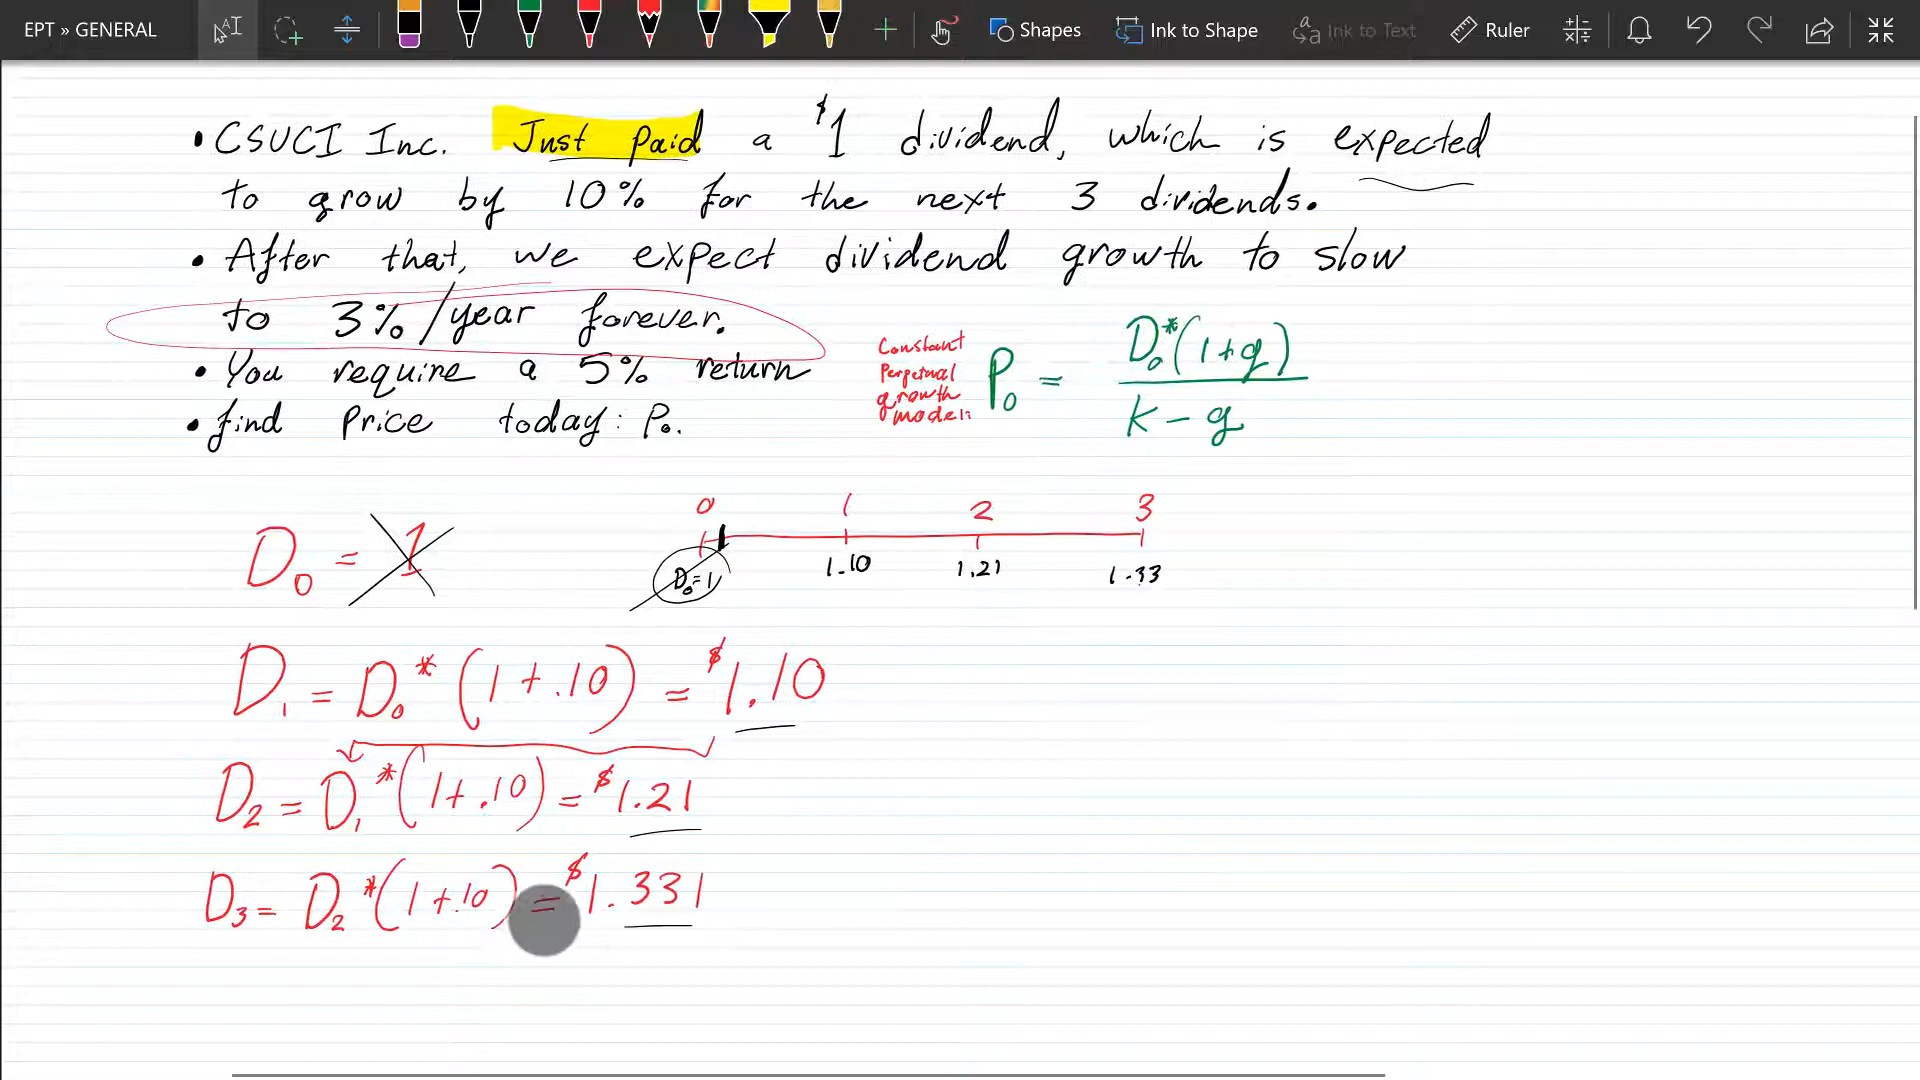 EPT » GENERAL
Shapes
Ink to Shape
Ink to Text
Ruler
• CSUCI Inc. Just Paid a $1 dividend, which is expected
to grow by 10% for the next 3 dividends.
• After that, we expect dividend growth to slow
to 3%/year forever.
• You require a 5% return
• find Price today: P₀.
Constant
Perpetual
growth
model:
P₀ = D₀*(1+g) / k - g
0 1 2 3
D₀=1 1.10 1.21 1.33
D₀ = 1
D₁ = D₀* (1+.10) = $1.10
D₂ = D₁*(1+.10) = $1.21
D₃ = D₂*(1+.10) = $1.331